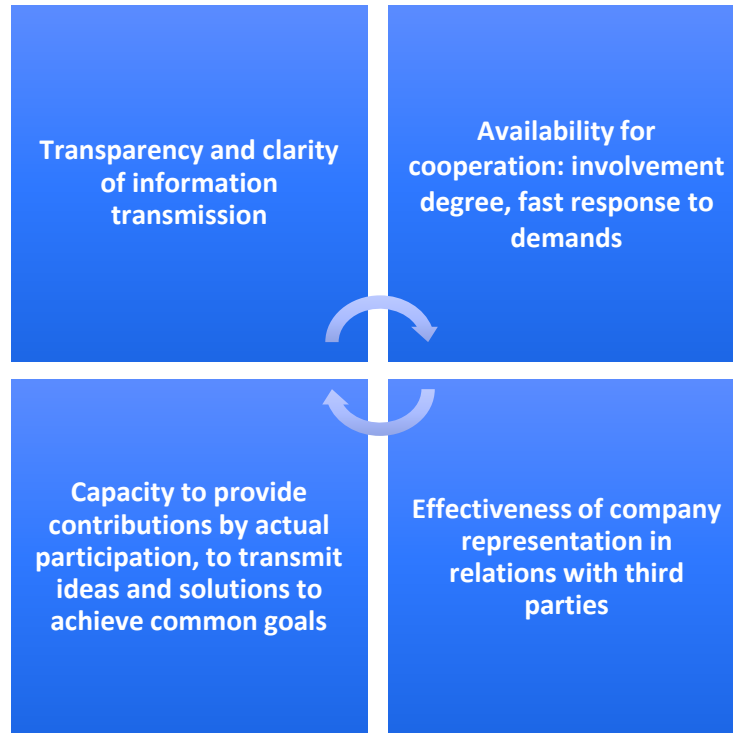 Transparency and clarity
of information
transmission
Availability for
cooperation: involvement
degree, fast response to
demands
Capacity to provide
contributions by actual
participation, to transmit
ideas and solutions to
achieve common goals
Effectiveness of company
representation in
relations with third
parties